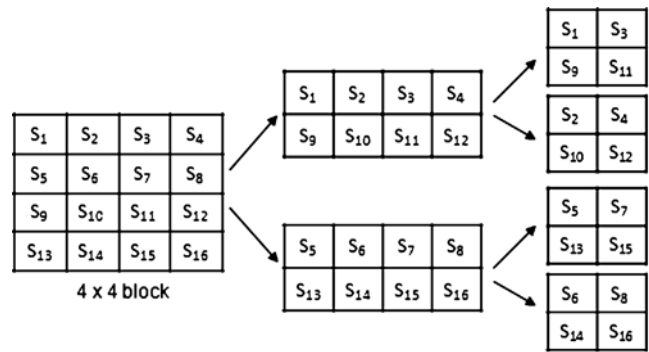 S₁ S₂ S₃ S₄
S₅ S₆ S₇ S₈
S₉ S₁₀ S₁₁ S₁₂
S₁₃ S₁₄ S₁₅ S₁₆
4 x 4 block
S₁ S₂ S₃ S₄
S₉ S₁₀ S₁₁ S₁₂
S₅ S₆ S₇ S₈
S₁₃ S₁₄ S₁₅ S₁₆
S₁ S₃
S₉ S₁₁
S₂ S₄
S₁₀ S₁₂
S₅ S₇
S₁₃ S₁₅
S₆ S₈
S₁₄ S₁₆